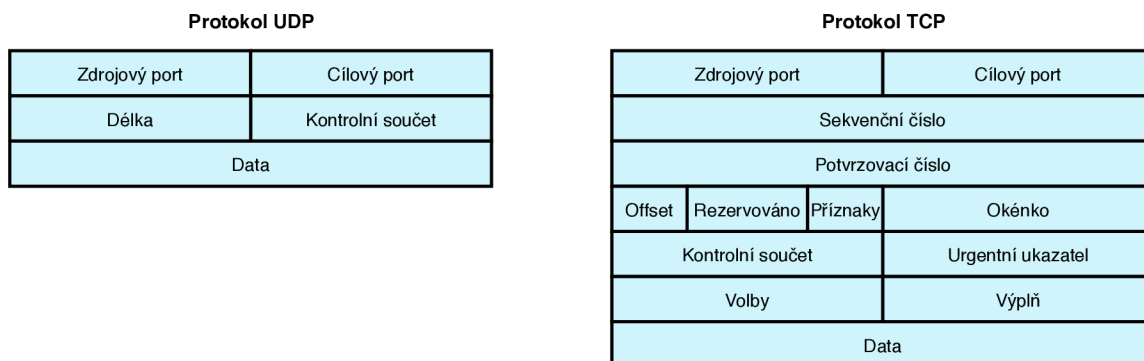 Protokol UDP
Zdrojový port
Cílový port
Délka
Kontrolní součet
Data
Protokol TCP
Zdrojový port
Cílový port
Sekvenční číslo
Potvrzovací číslo
Offset
Rezervováno
Příznaky
Okénko
Kontrolní součet
Urgentní ukazatel
Volby
Výplň
Data